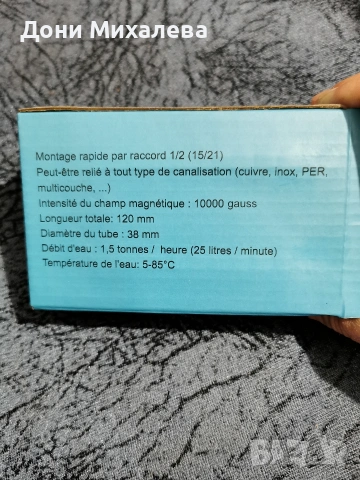 Дони Михалева
Montage rapide par raccord 1/2 (15/21)
Peut-être relié à tout type de canalisation (cuivre, inox, PER,
multicouche, ...)
Intensité du champ magnétique : 10000 gauss
Longueur totale: 120 mm
Diamètre du tube : 38 mm
Débit d'eau : 1,5 tonnes / heure (25 litres / minute)
Température de l'eau: 5-85°C
BAZAR